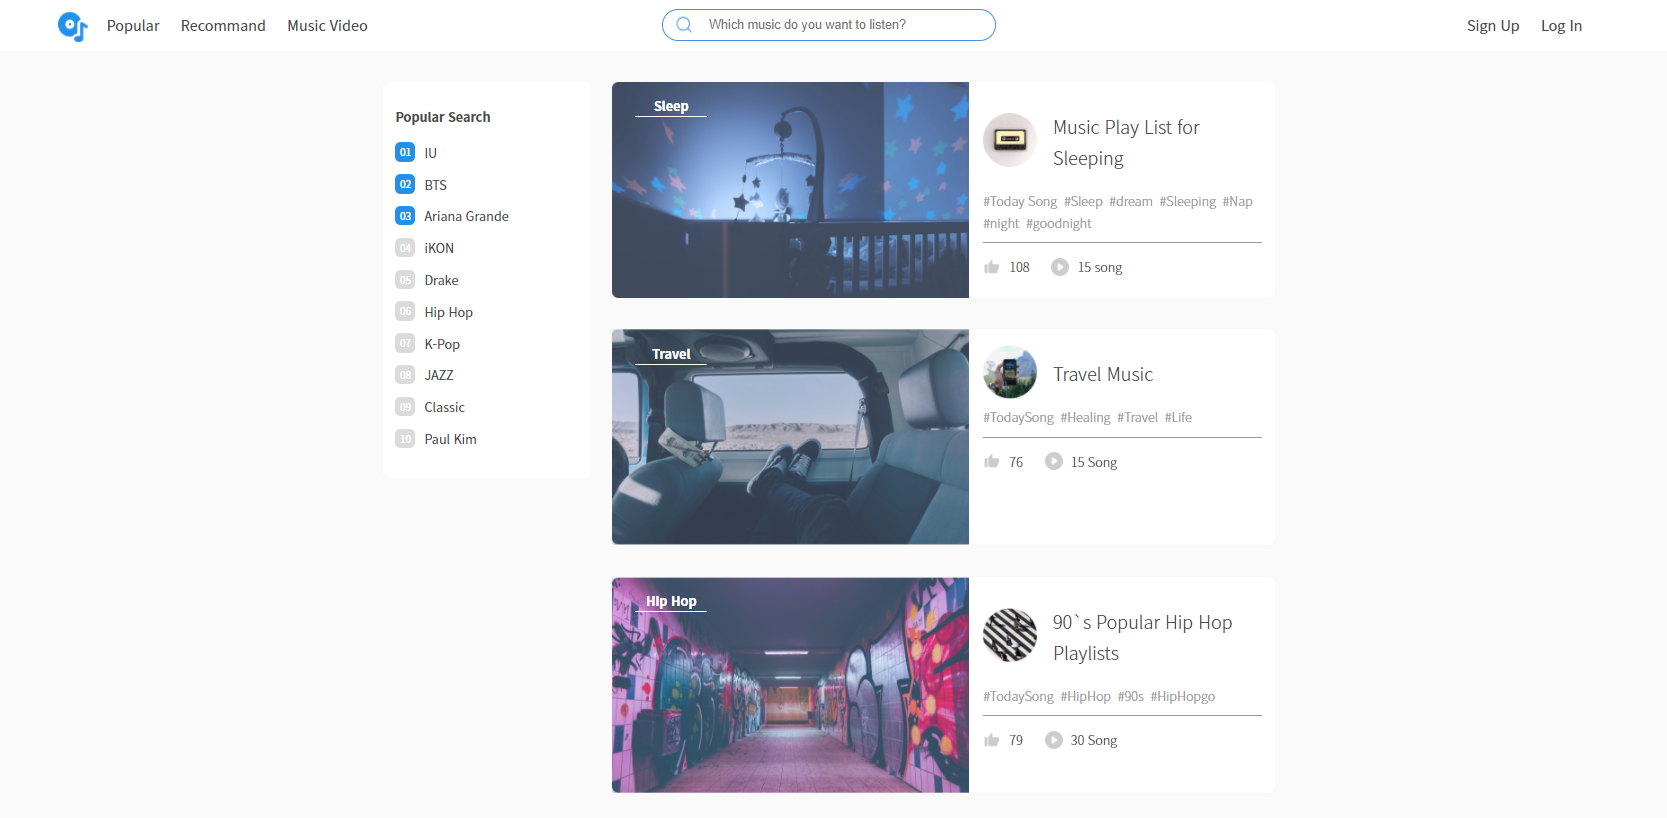 Popular Recommand Music Video Which music do you want to listen? Sign Up Log In
Popular Search
01 IU
02 BTS
03 Ariana Grande
04 iKON
05 Drake
06 Hip Hop
07 K-Pop
08 JAZZ
09 Classic
10 Paul Kim
Sleep
Music Play List for
Sleeping
#Today Song #Sleep #dream #Sleeping #Nap
#night #goodnight
108 15 song
Travel
Travel Music
#TodaySong #Healing #Travel #Life
76 15 Song
Hip Hop
90`s Popular Hip Hop
Playlists
#TodaySong #HipHop #90s #HipHopgo
79 30 Song